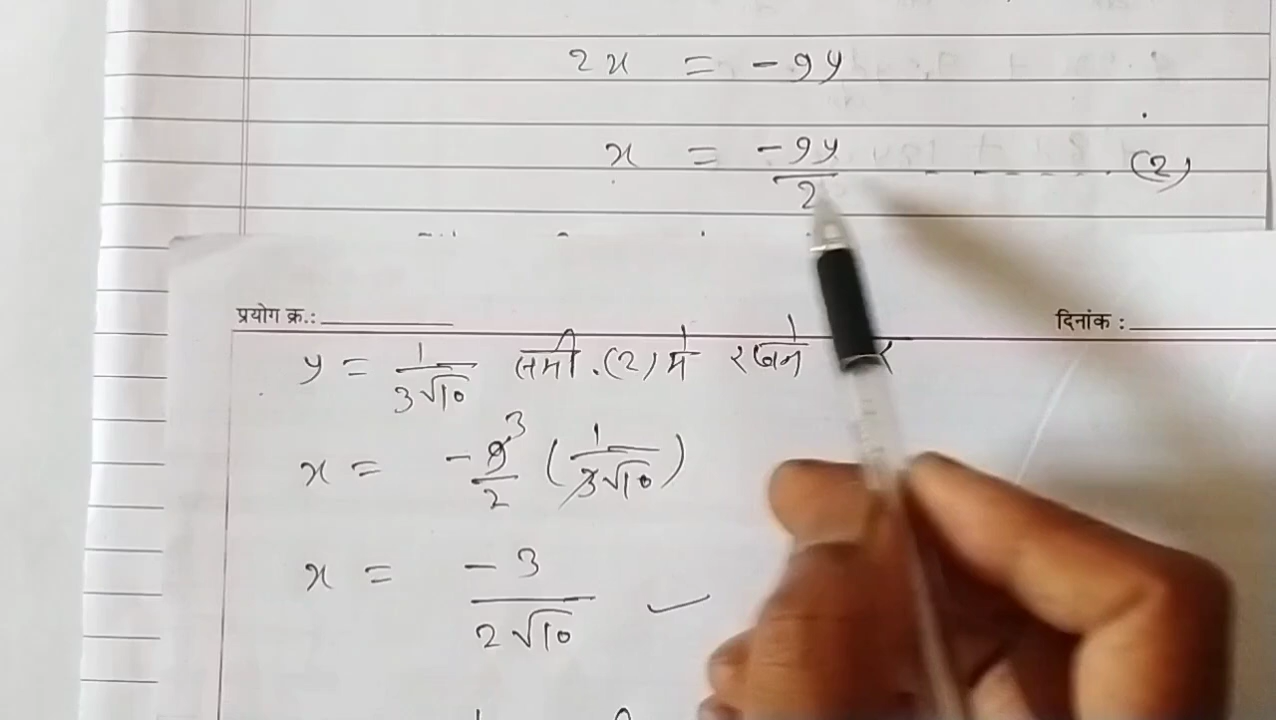 2x = -9y
x = -9y/2 - - - - - - . (2)
प्रयोग क्र.: दिनांक :
y = 1/3√10 समी.(2) मे रखने
x = -9/2 3 (1/3√10)
x = -3/2√10 ✓